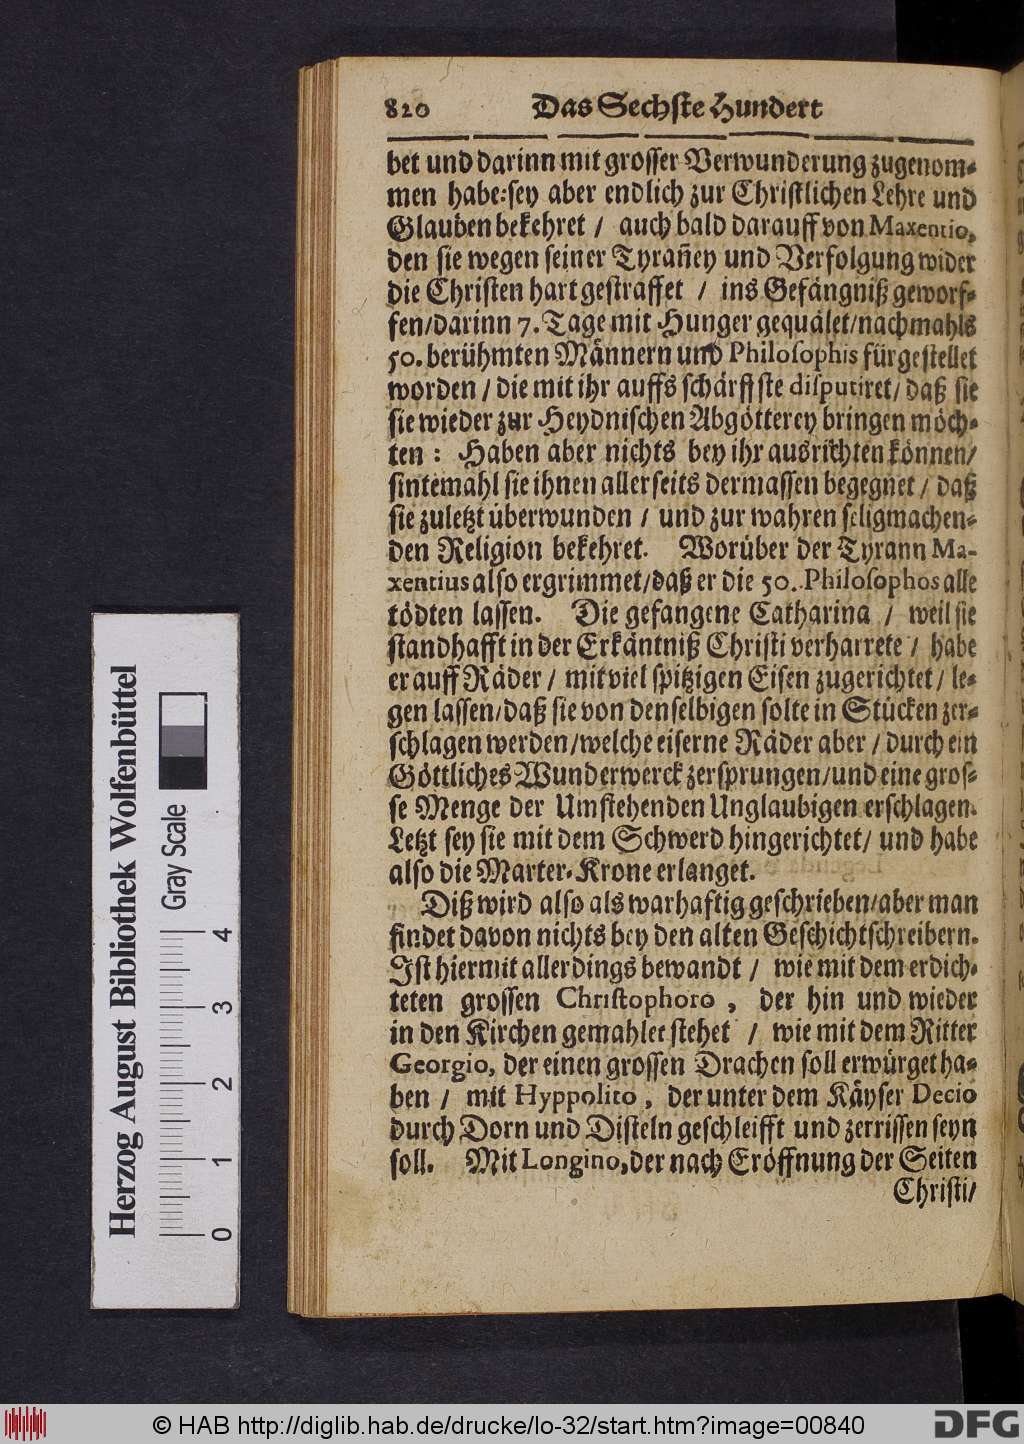 820 Das Sechste Hundert
bet und darinn mit grosser Verwunderung zugenom-
men habe: sey aber endlich zur Christlichen Lehre und
Glauben bekehret / auch bald darauff von Maxentio,
den sie wegen seiner Tyrañey und Verfolgung wider
die Christen hart gestraffet / ins Gefängniß geworf-
fen/darinn 7. Tage mit Hunger gequälet/nachmahls
50. berühmten Männern und Philosophis fürgestellet
worden / die mit ihr auffs schärffste disputiret/ daß sie
sie wieder zur Heydnischen Abgötterey bringen möch-
ten : Haben aber nichts bey ihr ausrichten können/
sintemahl sie ihnen allerseits dermassen begegnet / daß
sie zuletzt überwunden / und zur wahren seligmachen-
den Religion bekehret. Worüber der Tyrann Ma-
xentius also ergrimmet/daß er die 50. Philosophos alle
tödten lassen. Die gefangene Catharina / weil sie
standhafft in der Erkäntniß Christi verharrete / habe
er auff Räder / mit viel spitzigen Eisen zugerichtet/ le-
gen lassen/daß sie von denselbigen solte in Stücken zer-
schlagen werden/welche eiserne Räder aber / durch ein
Göttliches Wunderwerck zersprungen/und eine gros-
se Menge der Umstehenden Unglaubigen erschlagen.
Letzt sey sie mit dem Schwerd hingerichtet/ und habe
also die Marter-Krone erlanget.
Diß wird also als warhaftig geschrieben/aber man
findet davon nichts bey den alten Geschichtschreibern.
Ist hiermit allerdings bewandt / wie mit dem erdich-
teten grossen Christophoro, der hin und wieder
in den Kirchen gemahlet stehet / wie mit dem Ritter
Georgio, der einen grossen Drachen soll erwürget ha-
ben / mit Hyppolito, der unter dem Käyser Decio
durch Dorn und Disteln geschleifft und zerrissen seyn
soll. Mit Longino, der nach Eröffnung der Seiten
Christi/
Herzog August Bibliothek Wolfenbüttel
Gray Scale
0 1 2 3 4
© HAB http://diglib.hab.de/drucke/lo-32/start.htm?image=00840
DFG